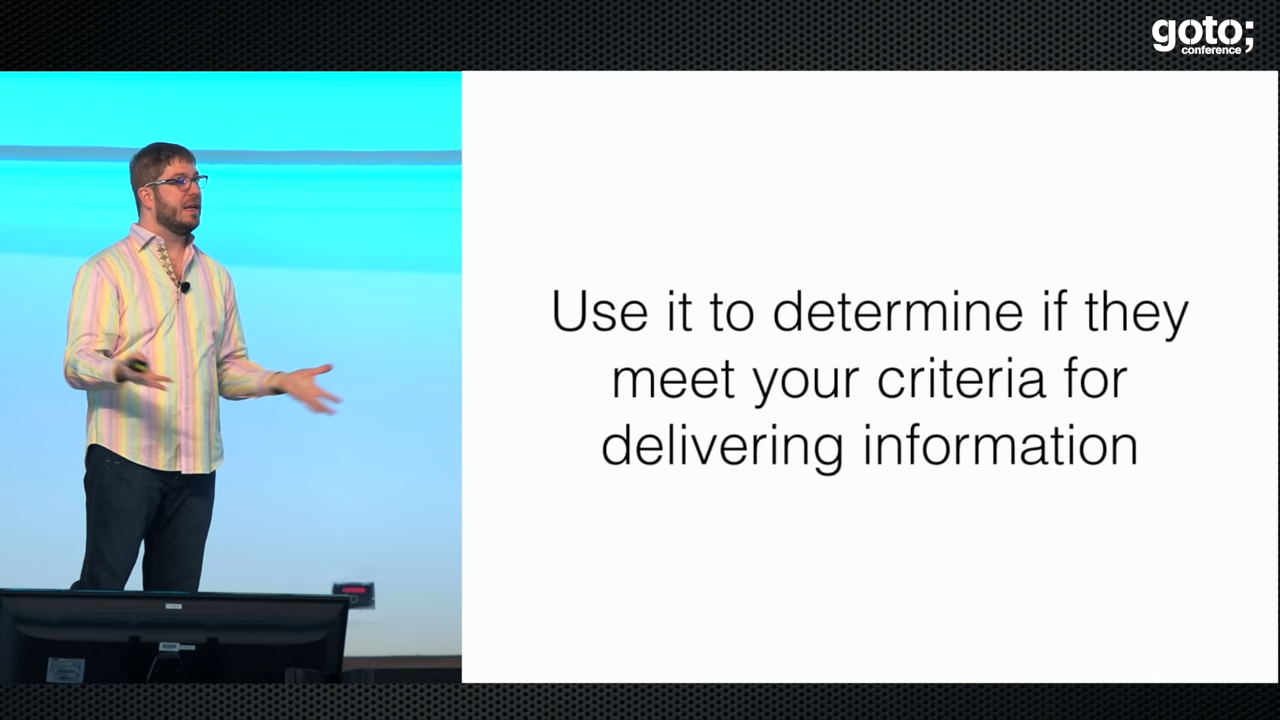 goto;
conference
Use it to determine if they
meet your criteria for
delivering information